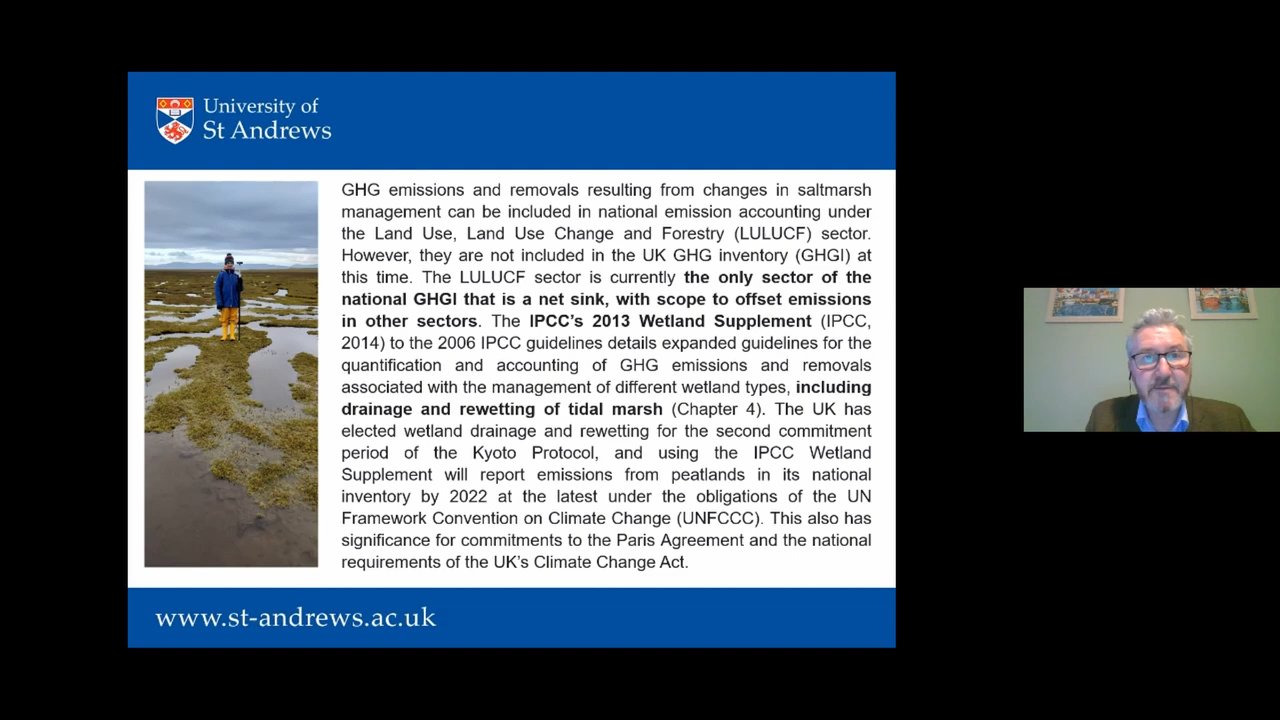 University of
St Andrews
GHG emissions and removals resulting from changes in saltmarsh
management can be included in national emission accounting under
the Land Use, Land Use Change and Forestry (LULUCF) sector.
However, they are not included in the UK GHG inventory (GHGI) at
this time. The LULUCF sector is currently the only sector of the
national GHGI that is a net sink, with scope to offset emissions
in other sectors. The IPCC's 2013 Wetland Supplement (IPCC,
2014) to the 2006 IPCC guidelines details expanded guidelines for the
quantification and accounting of GHG emissions and removals
associated with the management of different wetland types, including
drainage and rewetting of tidal marsh (Chapter 4). The UK has
elected wetland drainage and rewetting for the second commitment
period of the Kyoto Protocol, and using the IPCC Wetland
Supplement will report emissions from peatlands in its national
inventory by 2022 at the latest under the obligations of the UN
Framework Convention on Climate Change (UNFCCC). This also has
significance for commitments to the Paris Agreement and the national
requirements of the UK's Climate Change Act.
www.st-andrews.ac.uk